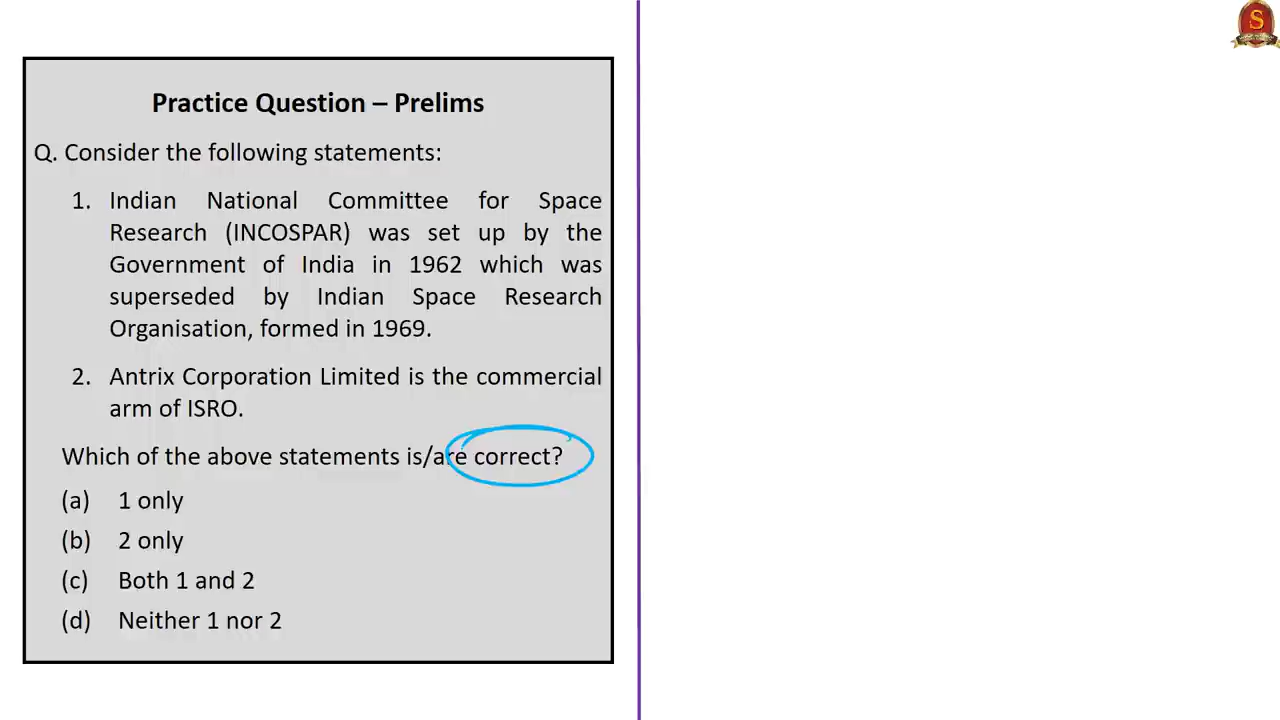 S
Practice Question – Prelims
Q. Consider the following statements:
1. Indian National Committee for Space
Research (INCOSPAR) was set up by the
Government of India in 1962 which was
superseded by Indian Space Research
Organisation, formed in 1969.
2. Antrix Corporation Limited is the commercial
arm of ISRO.
Which of the above statements is/are correct?
(a) 1 only
(b) 2 only
(c) Both 1 and 2
(d) Neither 1 nor 2